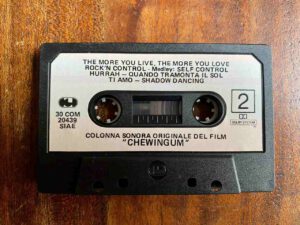 THE MORE YOU LIVE, THE MORE YOU LOVE
ROCK'N CONTROL - Medley: SELF CONTROL
HURRAH - QUANDO TRAMONTA IL SOL
TI AMO - SHADOW DANCING
30 COM
20439
SIAE
2
COLONNA SONORA ORIGINALE DEL FILM
"CHEWINGUM"